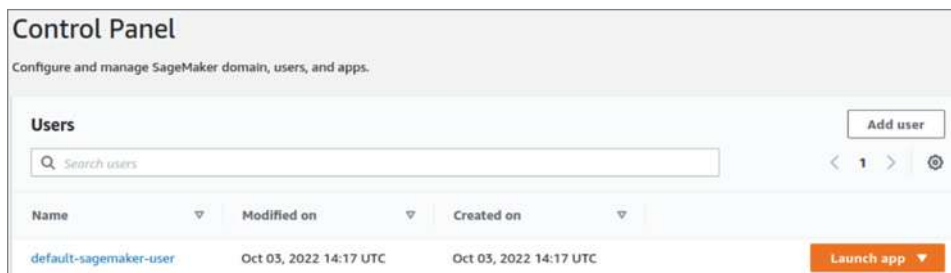 Control Panel
Configure and manage SageMaker domain, users, and apps.
Users
Add user
Search users
1
Name Modified on Created on
default-sagemaker-user Oct 03, 2022 14:17 UTC Oct 03, 2022 14:17 UTC Launch app